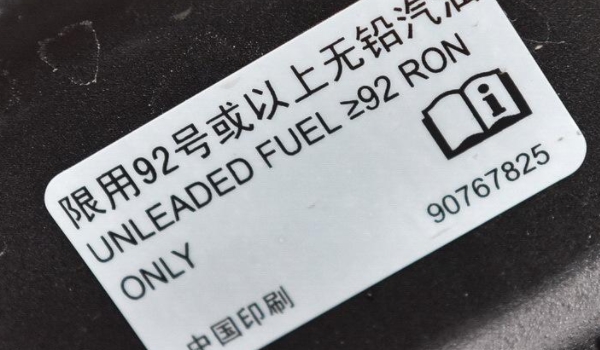 限用92号或以上无铅汽油
UNLEADED FUEL ≥92 RON
ONLY
90767825
中国印刷